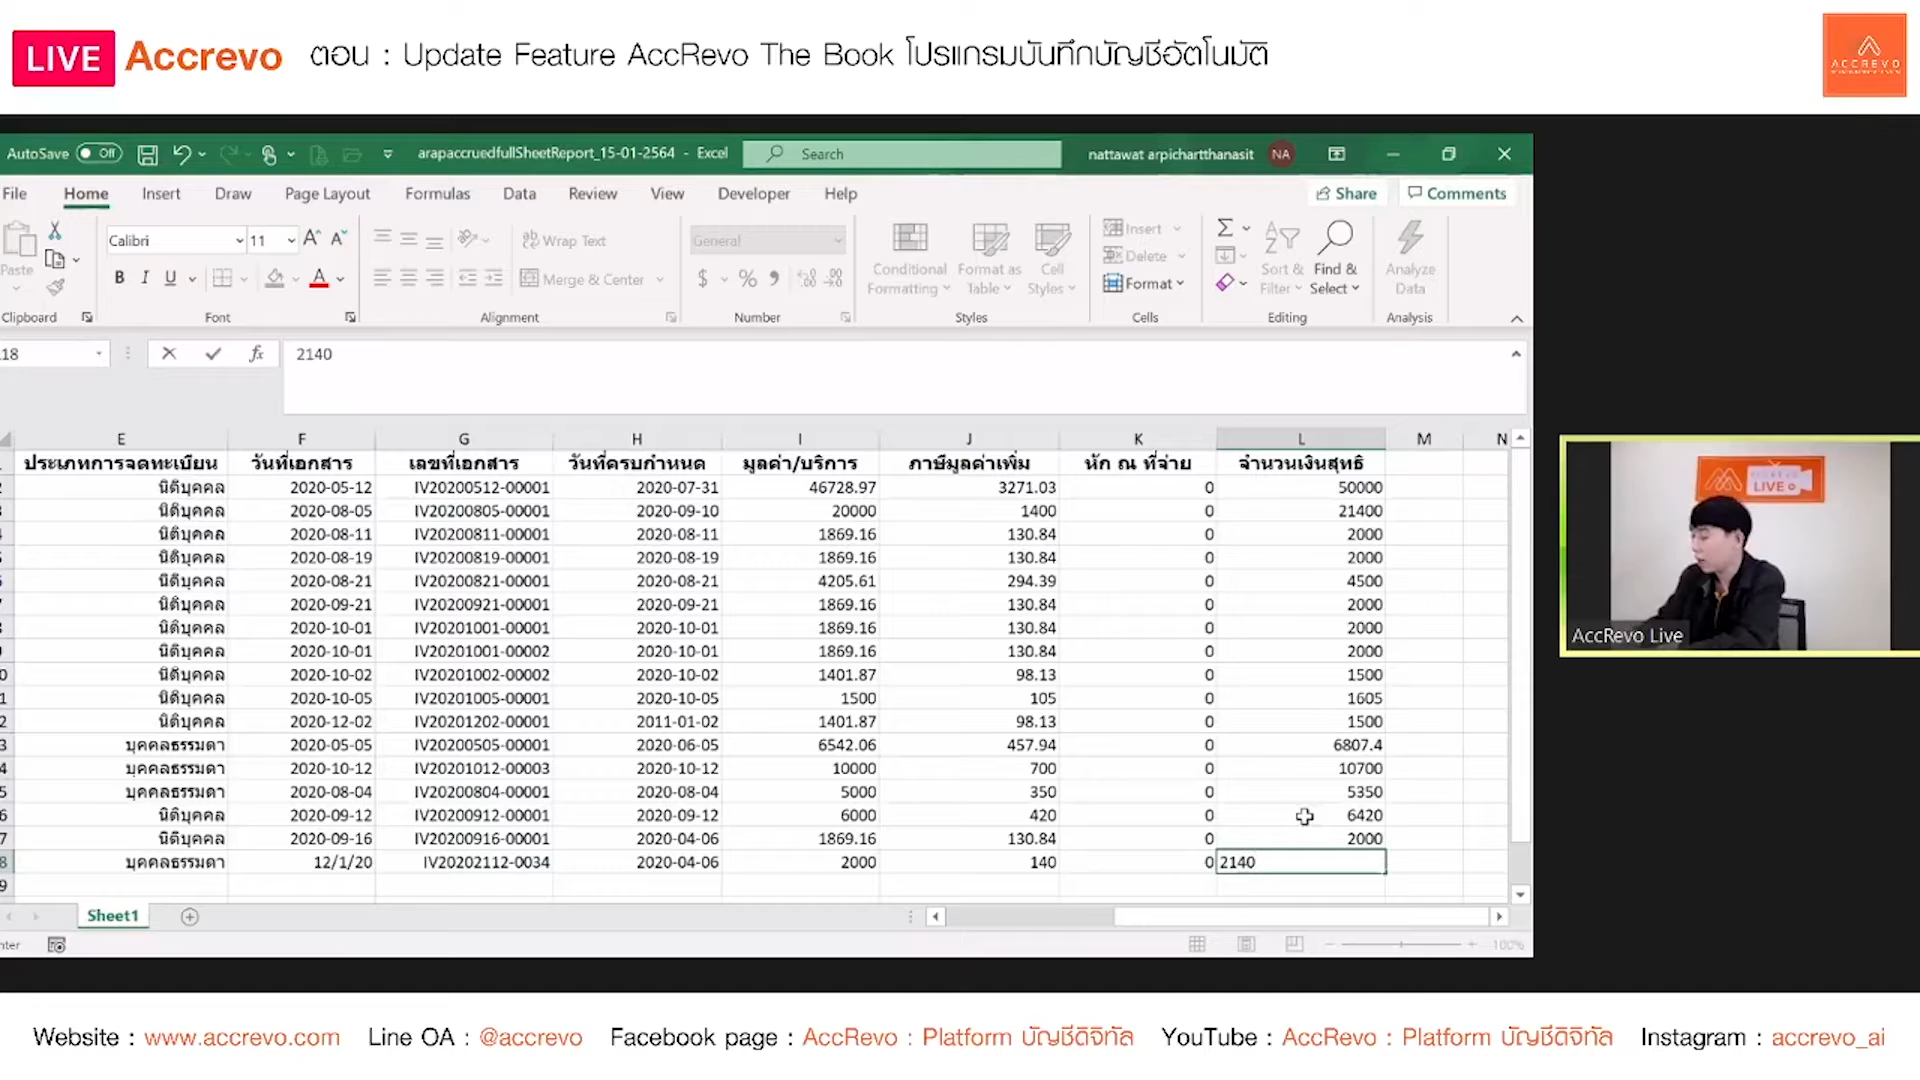 LIVE Accrevo ตอน : Update Feature AccRevo The Book โปรแกรมบันทึกบัญชีอัตโนมัติ
ACCREVO
AutoSave Off arapaccruedfullSheetReport_15-01-2564 - Excel Search nattawat arpichartthanasit NA
File Home Insert Draw Page Layout Formulas Data Review View Developer Help Share Comments
Calibri 11 Wrap Text General Insert
Paste B I U Merge & Center $ % Conditional Formatting Format as Table Cell Styles Delete Format Sort & Filter Find & Select Analyze Data
Clipboard Font Alignment Number Styles Cells Editing Analysis
18 fx 2140
E F G H I J K L M N
ประเภทการจดทะเบียน วันที่เอกสาร เลขที่เอกสาร วันที่ครบกำหนด มูลค่า/บริการ ภาษีมูลค่าเพิ่ม หัก ณ ที่จ่าย จำนวนเงินสุทธิ
2 นิติบุคคล 2020-05-12 IV20200512-00001 2020-07-31 46728.97 3271.03 0 50000
3 นิติบุคคล 2020-08-05 IV20200805-00001 2020-09-10 20000 1400 0 21400
4 นิติบุคคล 2020-08-11 IV20200811-00001 2020-08-11 1869.16 130.84 0 2000
5 นิติบุคคล 2020-08-19 IV20200819-00001 2020-08-19 1869.16 130.84 0 2000
6 นิติบุคคล 2020-08-21 IV20200821-00001 2020-08-21 4205.61 294.39 0 4500
นิติบุคคล 2020-09-21 IV20200921-00001 2020-09-21 1869.16 130.84 0 2000
8 นิติบุคคล 2020-10-01 IV20201001-00001 2020-10-01 1869.16 130.84 0 2000
นิติบุคคล 2020-10-01 IV20201001-00002 2020-10-01 1869.16 130.84 0 2000
0 นิติบุคคล 2020-10-02 IV20201002-00002 2020-10-02 1401.87 98.13 0 1500
1 นิติบุคคล 2020-10-05 IV20201005-00001 2020-10-05 1500 105 0 1605
2 นิติบุคคล 2020-12-02 IV20201202-00001 2011-01-02 1401.87 98.13 0 1500
3 บุคคลธรรมดา 2020-05-05 IV20200505-00001 2020-06-05 6542.06 457.94 0 6807.4
4 บุคคลธรรมดา 2020-10-12 IV20201012-00003 2020-10-12 10000 700 0 10700
5 บุคคลธรรมดา 2020-08-04 IV20200804-00001 2020-08-04 5000 350 0 5350
6 นิติบุคคล 2020-09-12 IV20200912-00001 2020-09-12 6000 420 0 6420
7 นิติบุคคล 2020-09-16 IV20200916-00001 2020-04-06 1869.16 130.84 0 2000
8 บุคคลธรรมดา 12/1/20 IV20202112-0034 2020-04-06 2000 140 0 2140
9
Sheet1
nter 100%
LIVE
AccRevo Live
Website : www.accrevo.com Line OA : @accrevo Facebook page : AccRevo : Platform บัญชีดิจิทัล YouTube : AccRevo : Platform บัญชีดิจิทัล Instagram : accrevo_ai